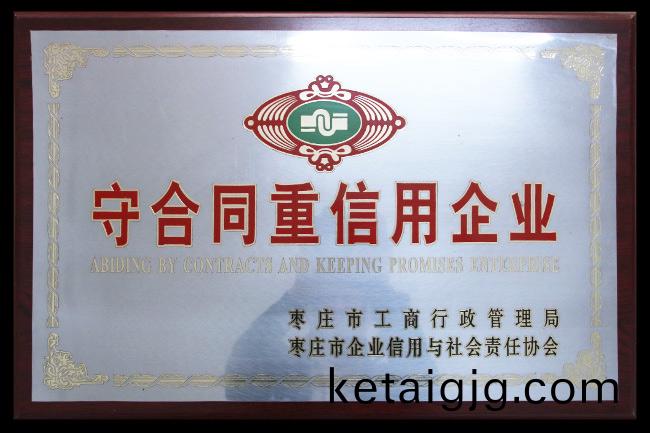 守合同重信用企业
ABIDING BY CONTRACTS AND KEEPING PROMISES ENTERPRISE
枣庄市工商行政管理局
枣庄市企业信用与社会责任协会
ketaigjg.com